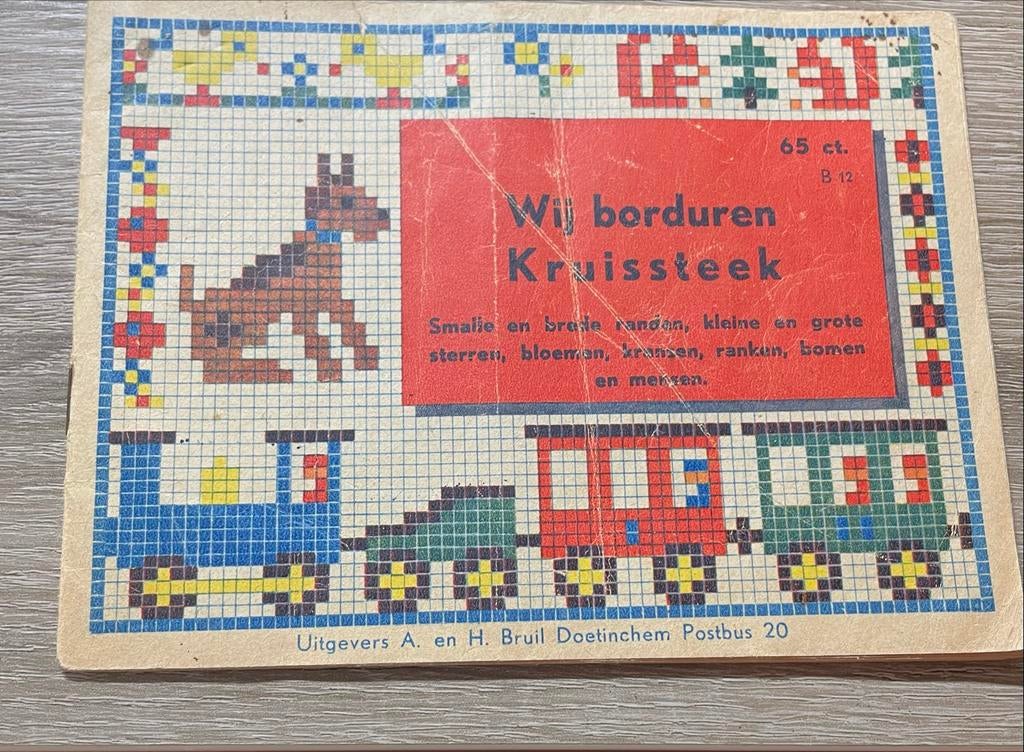 65 ct.
B 12
Wij borduren
Kruissteek
Smalle en brede randen, kleine en grote
sterren, bloemen, kransen, ranken, bomen
en mensen.
Uitgevers A. en H. Bruil Doetinchem Postbus 20